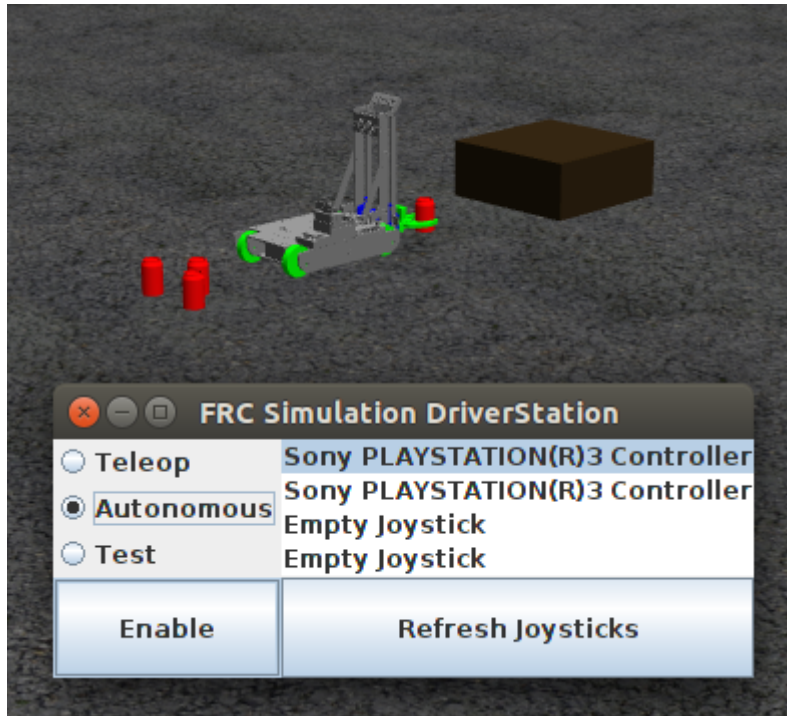 FRC Simulation DriverStation
Teleop
Autonomous
Test
Sony PLAYSTATION(R)3 Controller
Sony PLAYSTATION(R)3 Controller
Empty Joystick
Empty Joystick
Enable
Refresh Joysticks